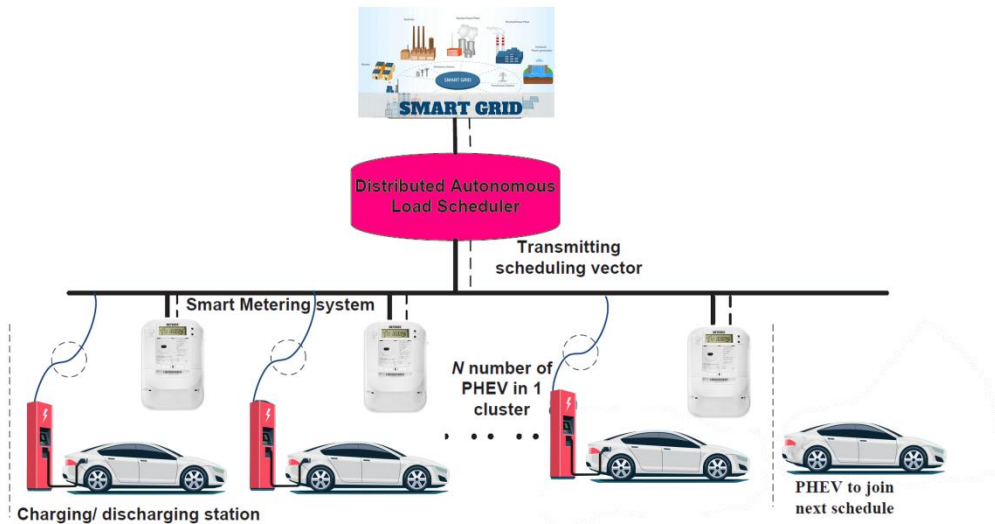 SMART GRID
SMART GRID
Distributed Autonomous
Load Scheduler
Transmitting
scheduling vector
Smart Metering system
N number of
PHEV in 1
cluster
Charging/ discharging station
PHEV to join
next schedule